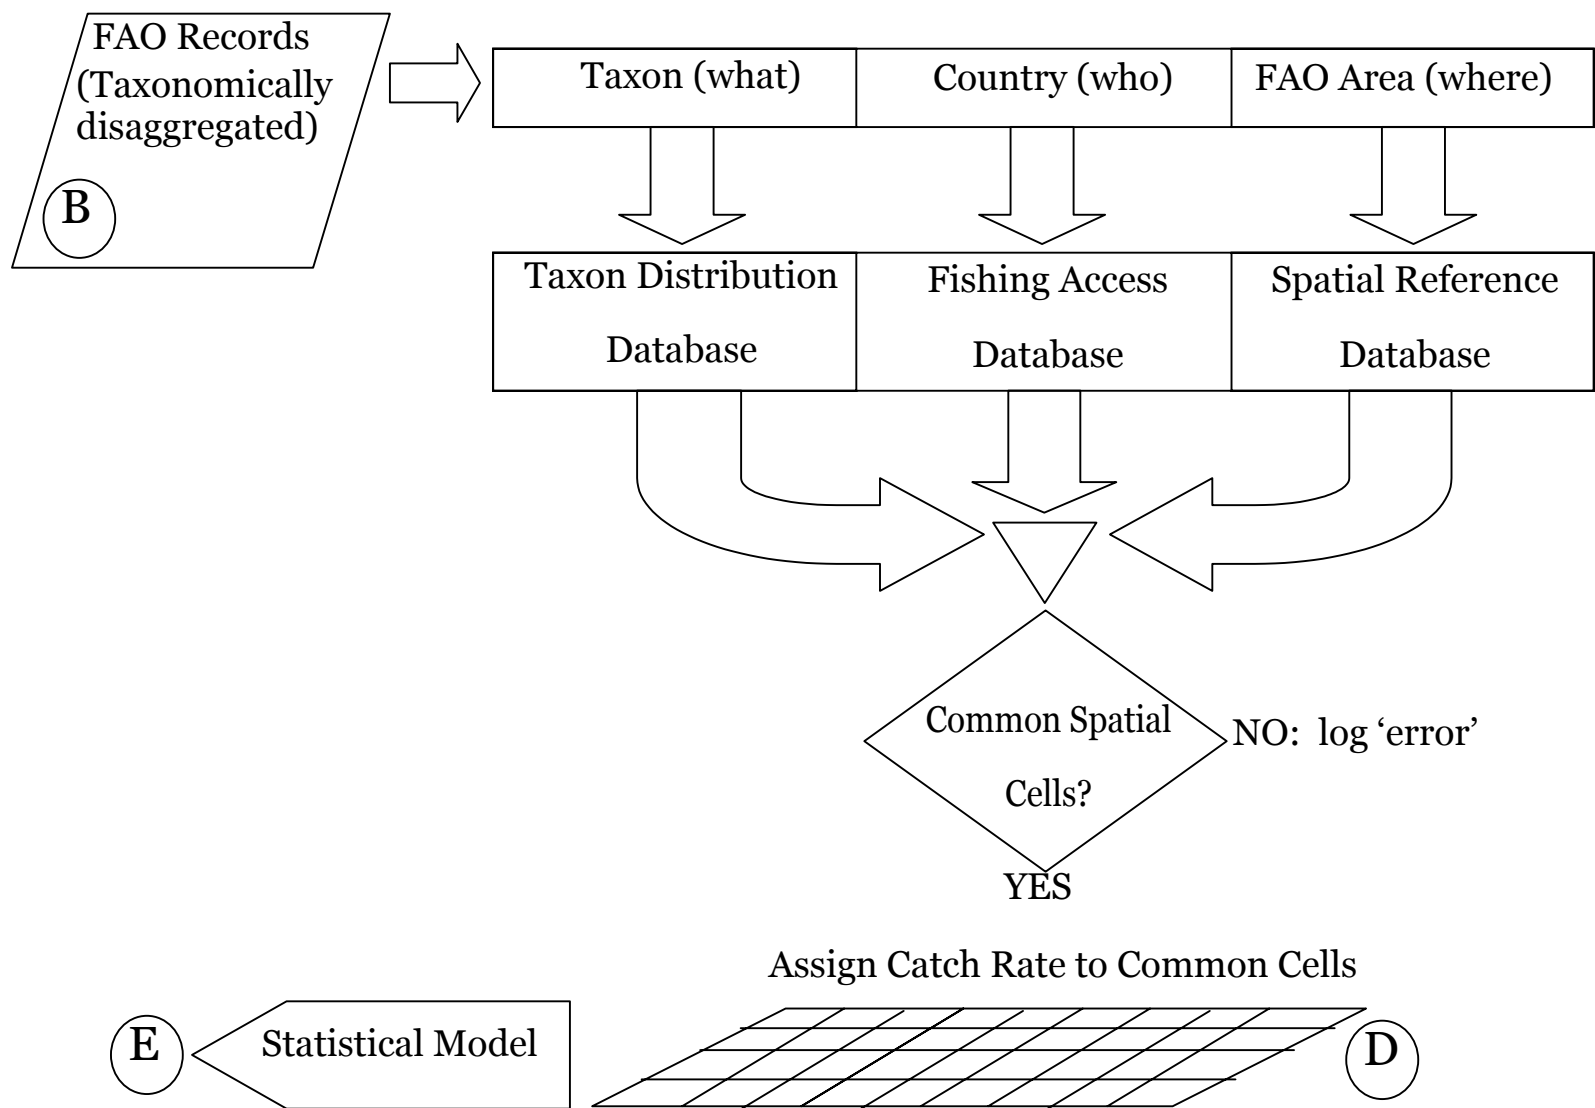 FAO Records
(Taxonomically
disaggregated)
B
Taxon (what)
Country (who)
FAO Area (where)
Taxon Distribution
Database
Fishing Access
Database
Spatial Reference
Database
Common Spatial
Cells?
NO:  log ‘error’
YES
Assign Catch Rate to Common Cells
E
Statistical Model
D